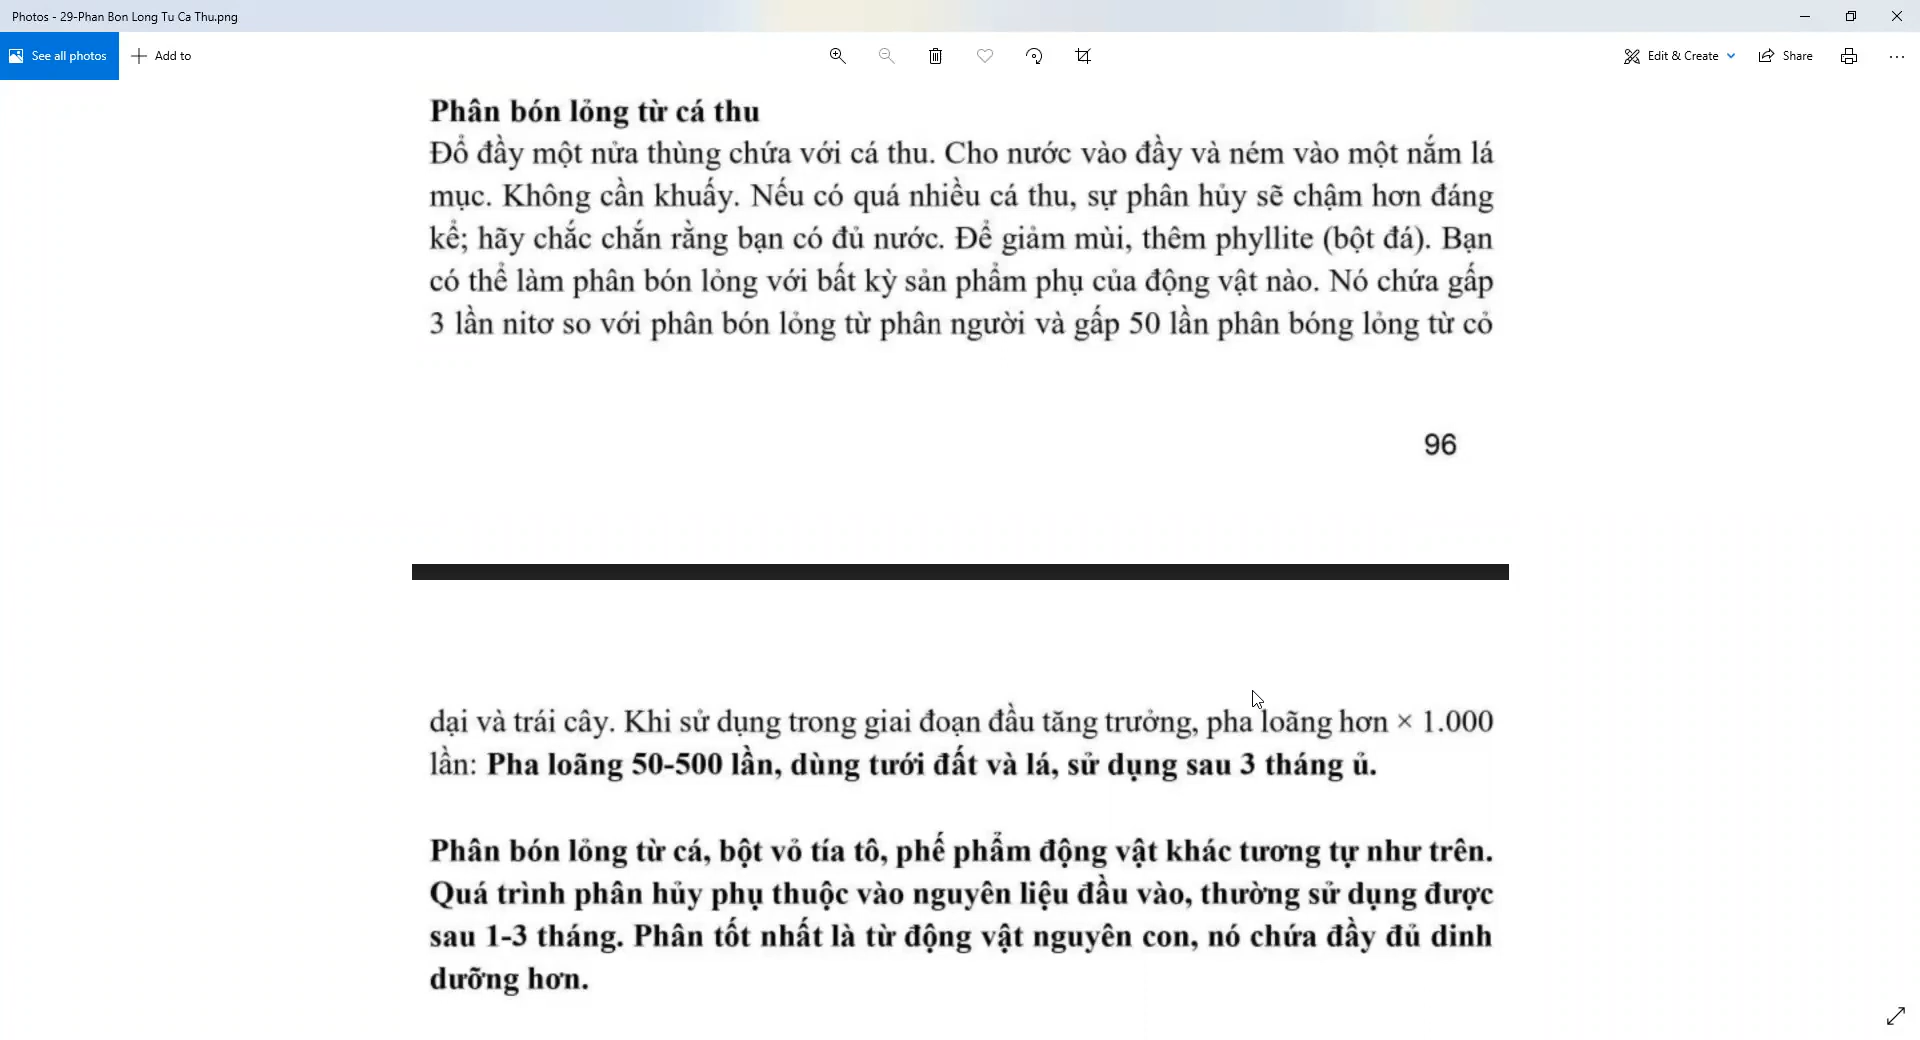 Photos - 29-Phan Bon Long Tu Ca Thu.png
See all photos
Add to
Edit & Create
Share
Phân bón lỏng từ cá thu
Đổ đầy một nửa thùng chứa với cá thu. Cho nước vào đầy và ném vào một nắm lá
mục. Không cần khuấy. Nếu có quá nhiều cá thu, sự phân hủy sẽ chậm hơn đáng
kể; hãy chắc chắn rằng bạn có đủ nước. Để giảm mùi, thêm phyllite (bột đá). Bạn
có thể làm phân bón lỏng với bất kỳ sản phẩm phụ của động vật nào. Nó chứa gấp
3 lần nitơ so với phân bón lỏng từ phân người và gấp 50 lần phân bóng lỏng từ cỏ
96
dại và trái cây. Khi sử dụng trong giai đoạn đầu tăng trưởng, pha loãng hơn × 1.000
lần: Pha loãng 50-500 lần, dùng tưới đất và lá, sử dụng sau 3 tháng ủ.
Phân bón lỏng từ cá, bột vỏ tía tô, phế phẩm động vật khác tương tự như trên.
Quá trình phân hủy phụ thuộc vào nguyên liệu đầu vào, thường sử dụng được
sau 1-3 tháng. Phân tốt nhất là từ động vật nguyên con, nó chứa đầy đủ dinh
dưỡng hơn.